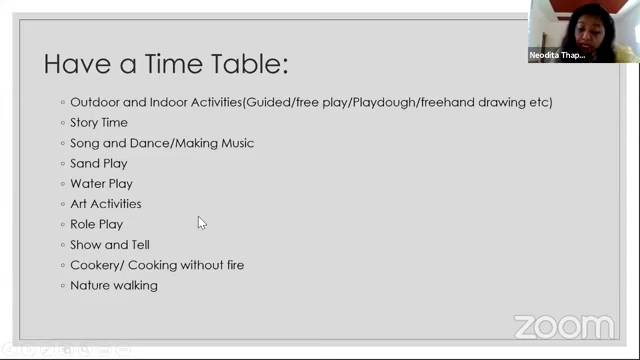 Neodita Thap...
Have a Time Table:
Outdoor and Indoor Activities(Guided/free play/Playdough/freehand drawing etc)
Story Time
Song and Dance/Making Music
Sand Play
Water Play
Art Activities
Role Play
Show and Tell
Cookery/ Cooking without fire
Nature walking
zoom